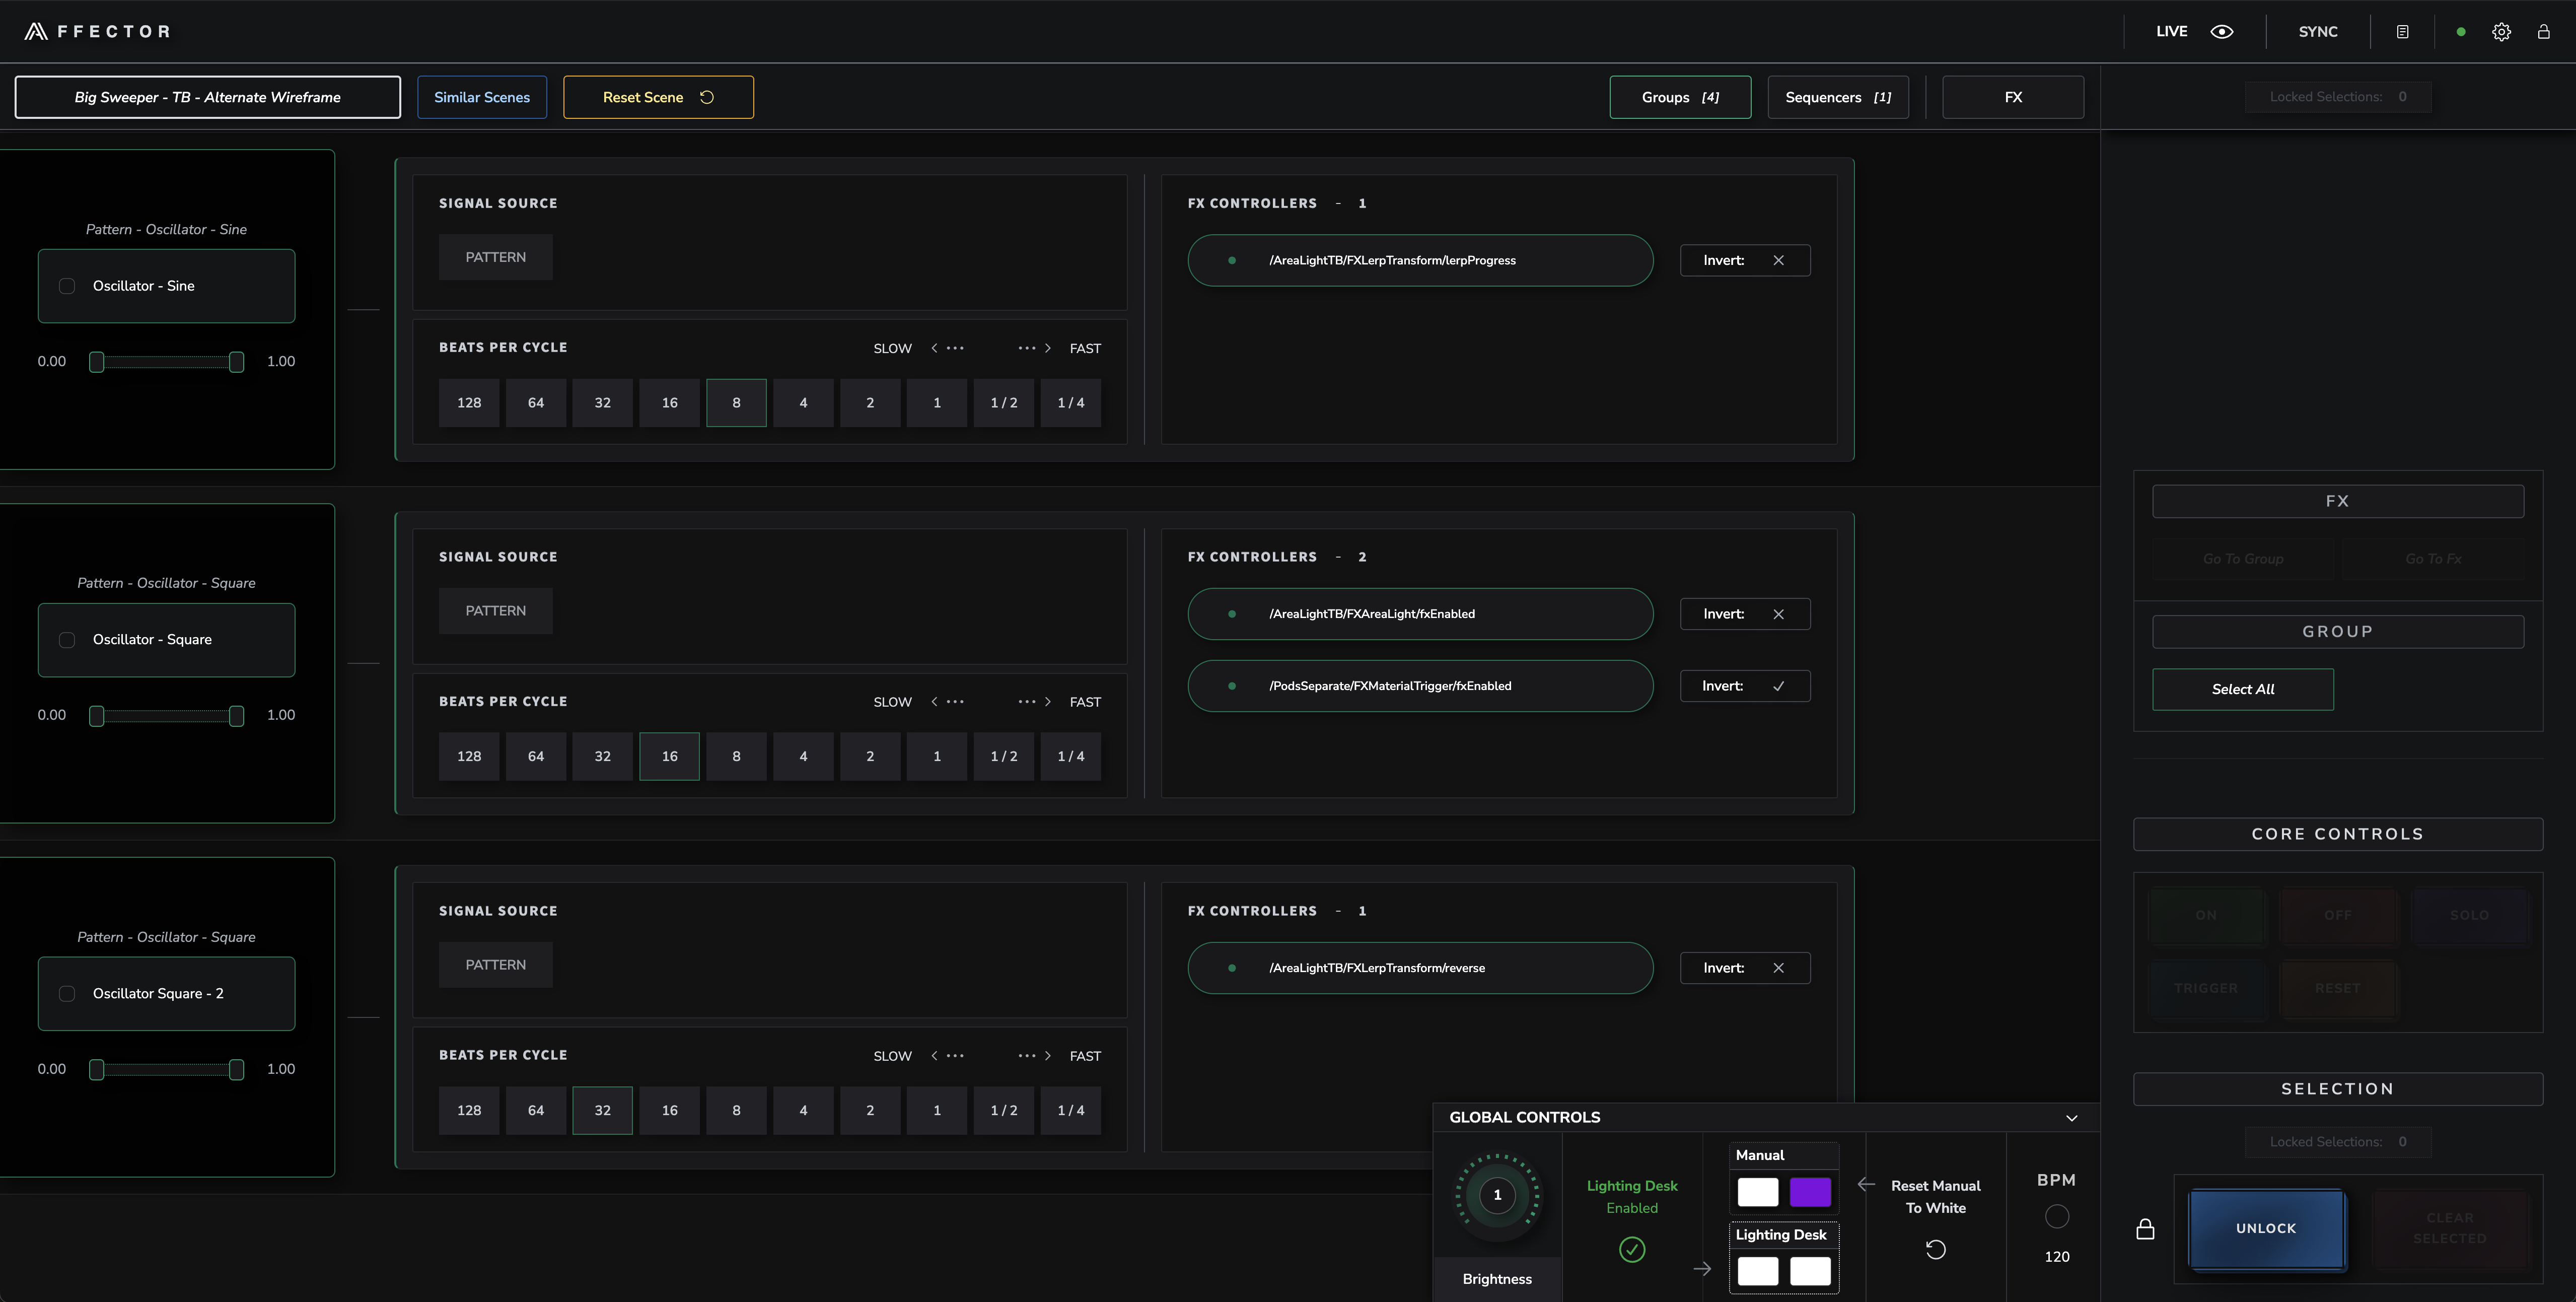 FFECTOR
LIVE
SYNC
Big Sweeper - TB - Alternate Wireframe
Similar Scenes
Reset Scene
Groups [4]
Sequencers [1]
FX
Locked Selections: 0
Pattern - Oscillator - Sine
Oscillator - Sine
0.00 1.00
SIGNAL SOURCE
PATTERN
BEATS PER CYCLE
SLOW < ··· ··· > FAST
128 64 32 16 8 4 2 1 1 / 2 1 / 4
FX CONTROLLERS - 1
/AreaLightTB/FXLerpTransform/lerpProgress
Invert:
Pattern - Oscillator - Square
Oscillator - Square
0.00 1.00
SIGNAL SOURCE
PATTERN
BEATS PER CYCLE
SLOW < ··· ··· > FAST
128 64 32 16 8 4 2 1 1 / 2 1 / 4
FX CONTROLLERS - 2
/AreaLightTB/FXAreaLight/fxEnabled
Invert:
/PodsSeparate/FXMaterialTrigger/fxEnabled
Invert:
Pattern - Oscillator - Square
Oscillator Square - 2
0.00 1.00
SIGNAL SOURCE
PATTERN
BEATS PER CYCLE
SLOW < ··· ··· > FAST
128 64 32 16 8 4 2 1 1 / 2 1 / 4
FX CONTROLLERS - 1
/AreaLightTB/FXLerpTransform/reverse
Invert:
GLOBAL CONTROLS
1
Brightness
Lighting Desk
Enabled
Manual
Lighting Desk
Reset Manual
To White
BPM
120
FX
Go To Group
Go To Fx
GROUP
Select All
CORE CONTROLS
ON
OFF
SOLO
TRIGGER
RESET
SELECTION
Locked Selections: 0
UNLOCK
CLEAR
SELECTED